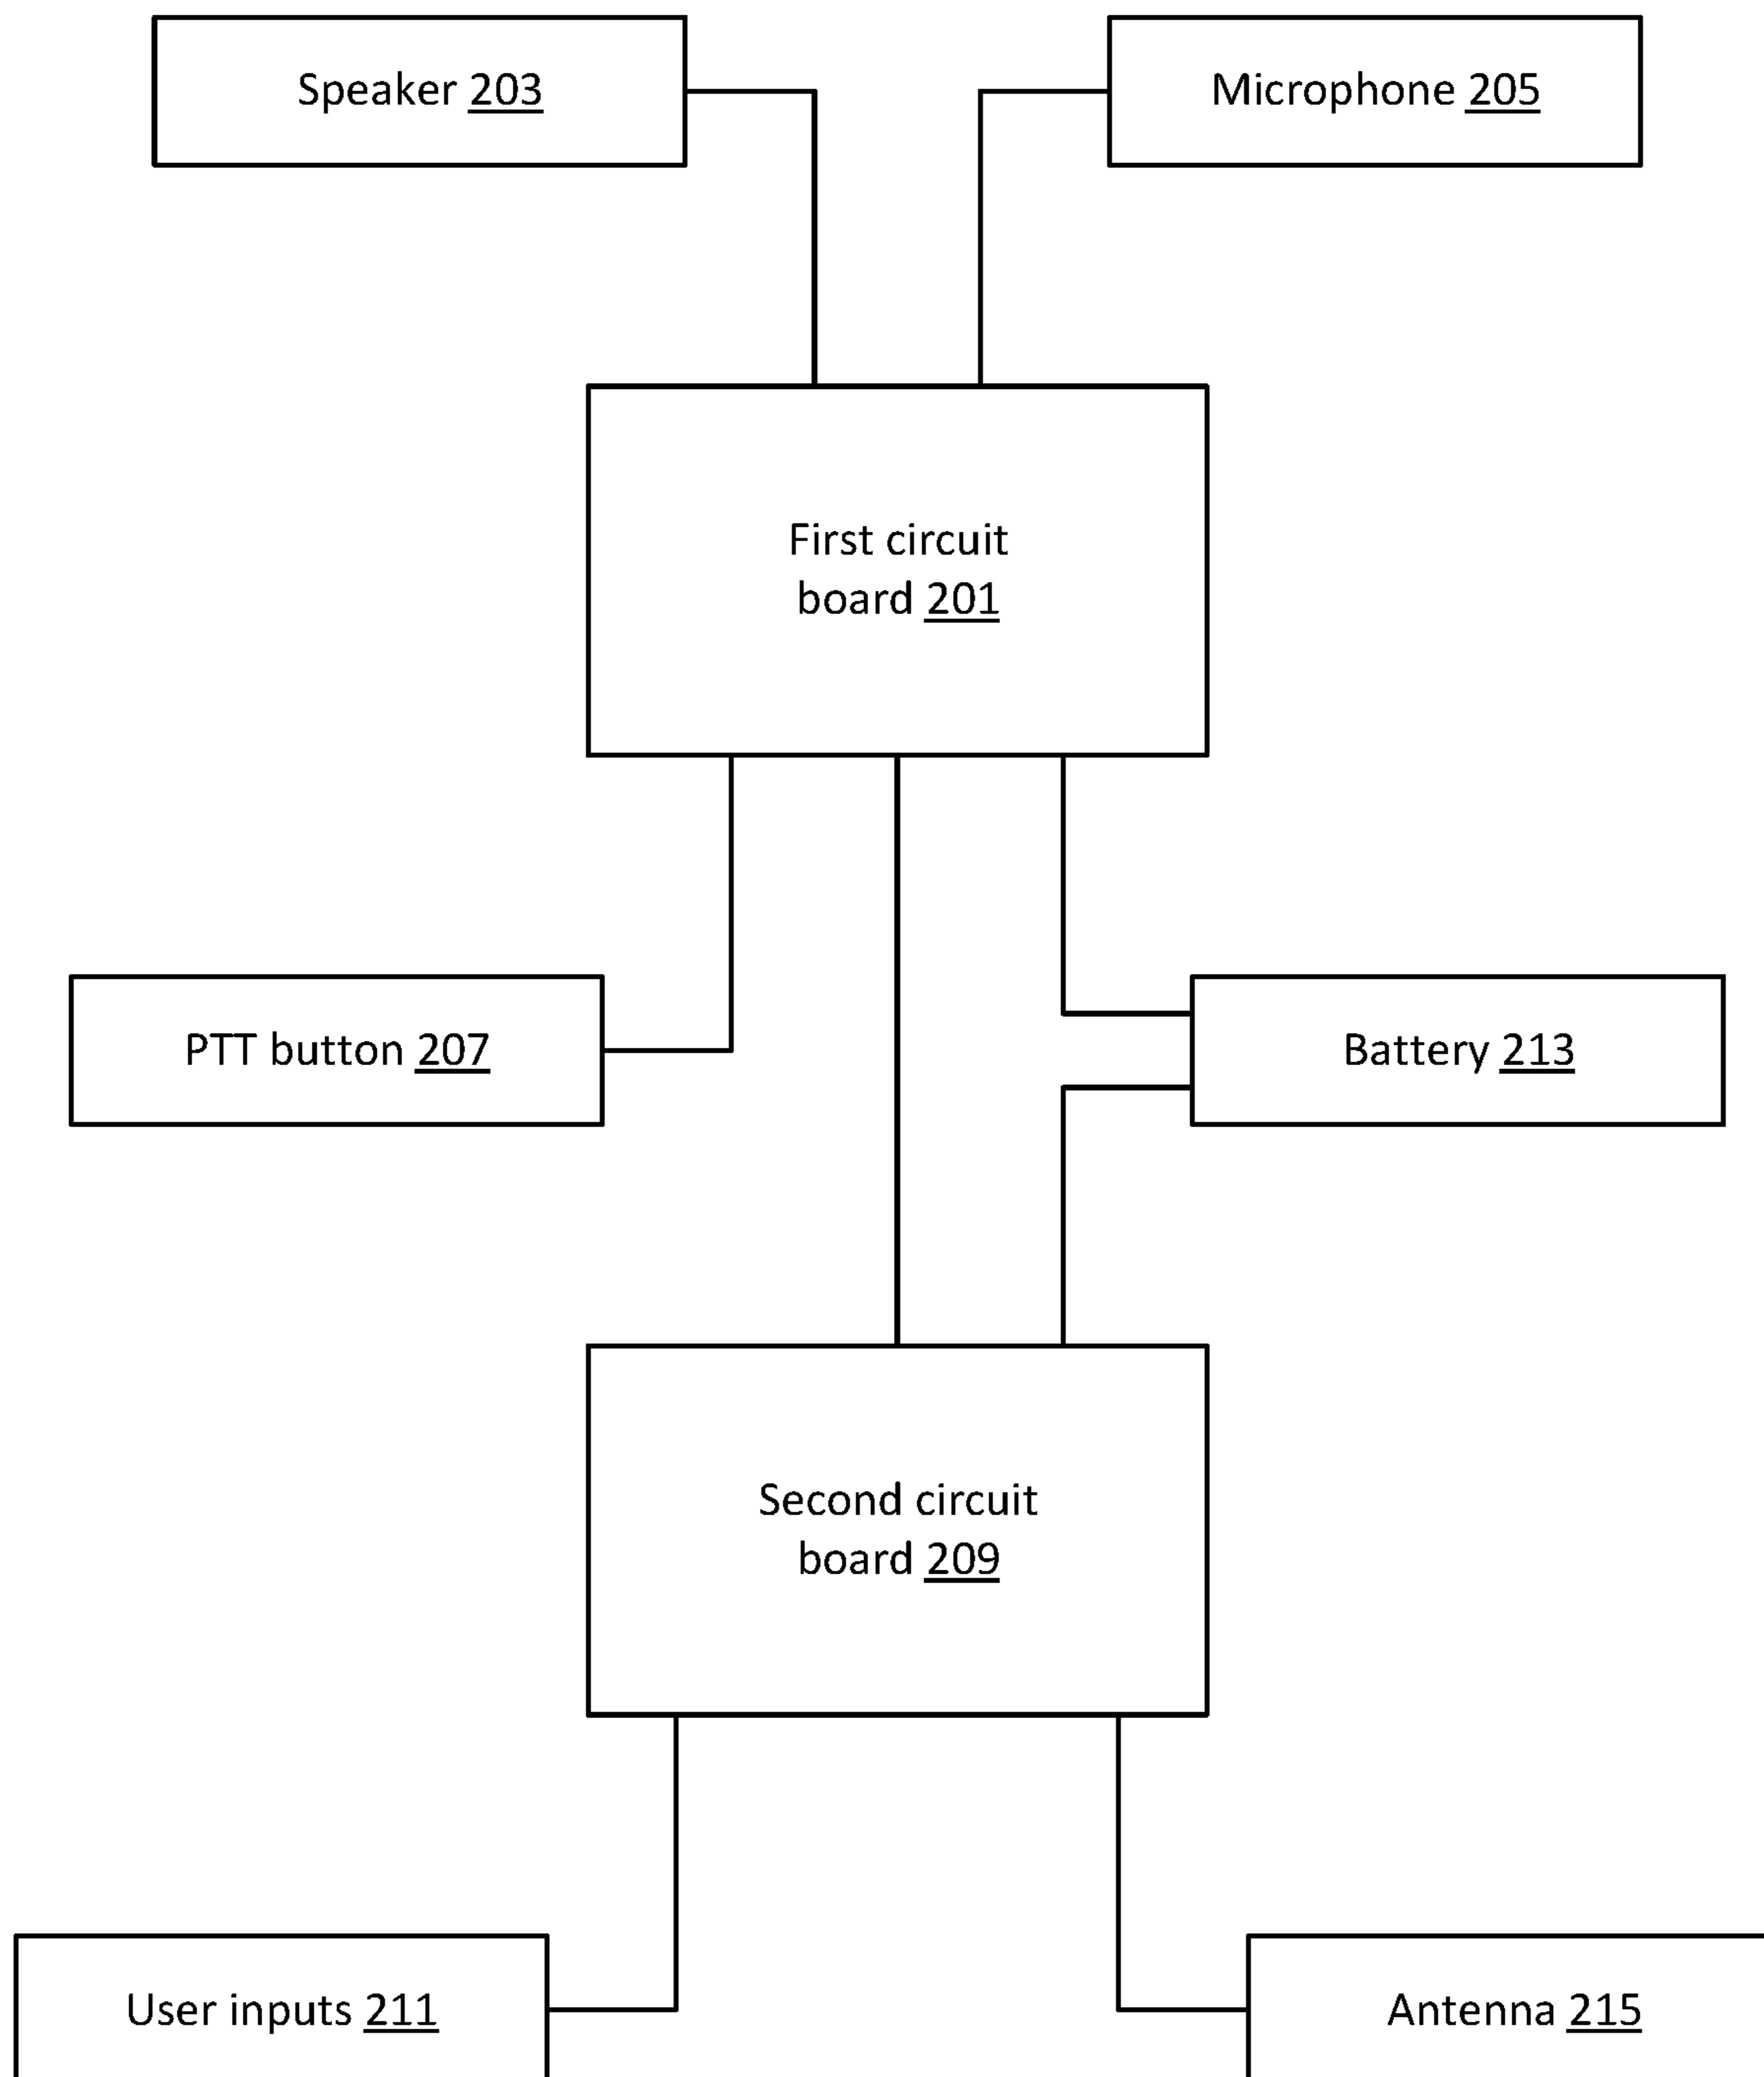 Speaker 203
Microphone 205
First circuit
board 201
PTT button 207
Battery 213
Second circuit
board 209
User inputs 211
Antenna 215